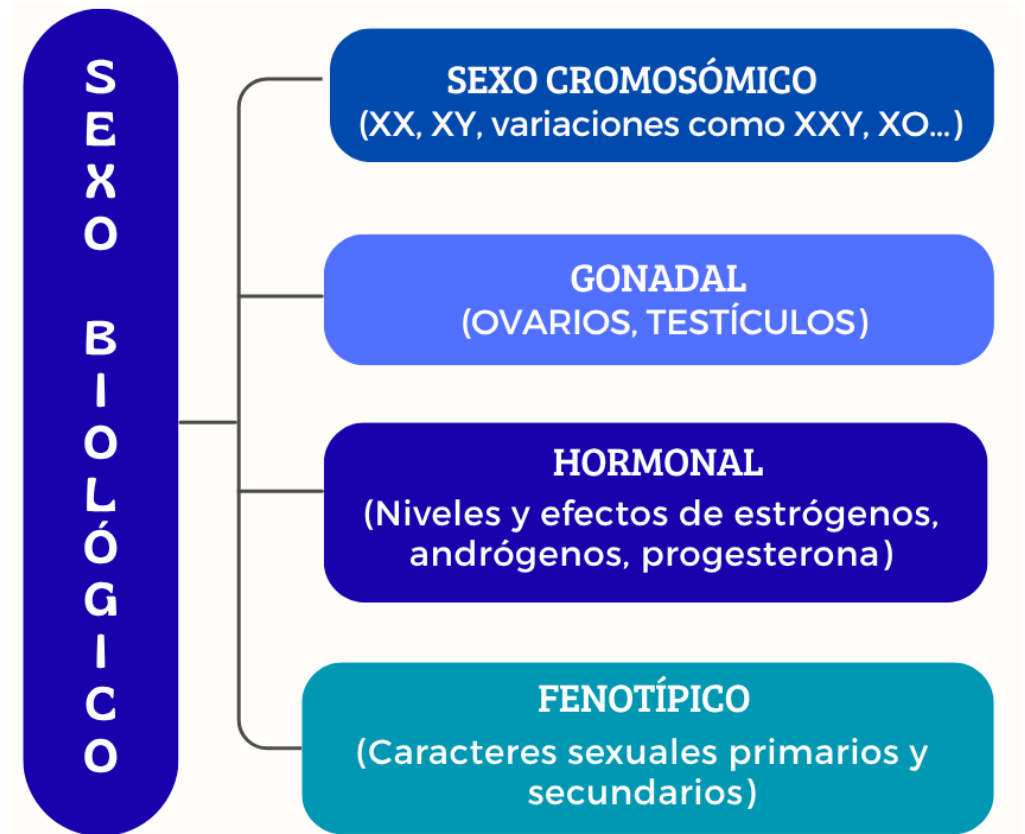 SEXO BIOLÓGICO
SEXO CROMOSÓMICO
(XX, XY, variaciones como XXY, XO...)
GONADAL
(OVARIOS, TESTÍCULOS)
HORMONAL
(Niveles y efectos de estrógenos,
andrógenos, progesterona)
FENOTÍPICO
(Caracteres sexuales primarios y
secundarios)